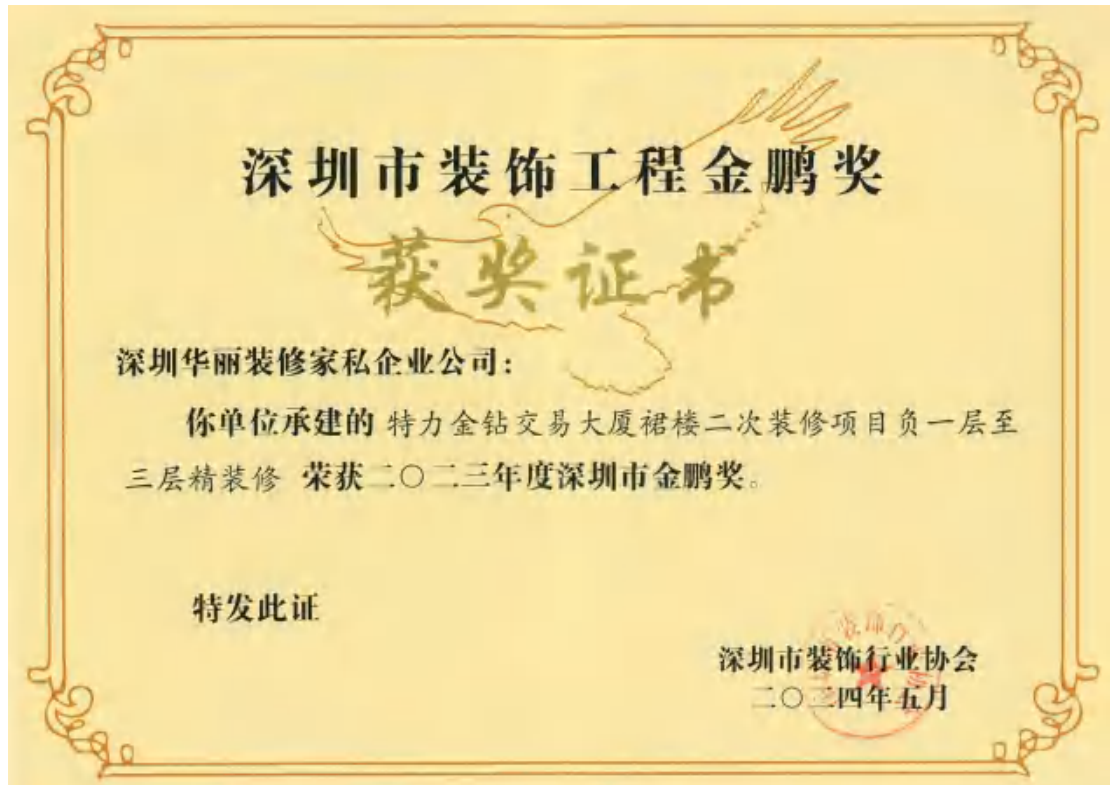 深圳市装饰工程金鹏奖
获奖证书
深圳华丽装修家私企业公司：
你单位承建的 特力金钻交易大厦裙楼二次装修项目负一层至
三层精装修 荣获二〇二三年度深圳市金鹏奖。
特发此证
深圳市装饰行业协会
二〇二四年五月